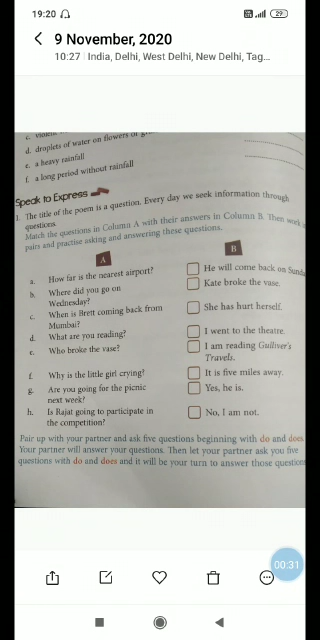 19:20
29
9 November, 2020
10:27 India, Delhi, West Delhi, New Delhi, Tag...
c.
d. droplets of water on flowers or
e. a heavy rainfall
f. a long period without rainfall
Speak to Express
1. The title of the poem is a question. Every day we seek information through
questions.
Match the questions in Column A with their answers in Column B. Then work
pairs and practise asking and answering these questions.
A
B
a. How far is the nearest airport?
He will come back on
b. Where did you go on
Wednesday?
Kate broke the vase.
c. When is Brett coming back from
Mumbai?
She has hurt herself.
d. What are you reading?
I went to the theatre.
e. Who broke the vase?
I am reading Gulliver's
Travels.
f. Why is the little girl crying?
It is five miles away.
g. Are you going for the picnic
next week?
Yes, he is.
h. Is Rajat going to participate in
the competition?
No, I am not.
Pair up with your partner and ask five questions beginning with do and does
Your partner will answer your questions. Then let your partner ask you five
questions with do and does and it will be your turn to answer those question
00:31